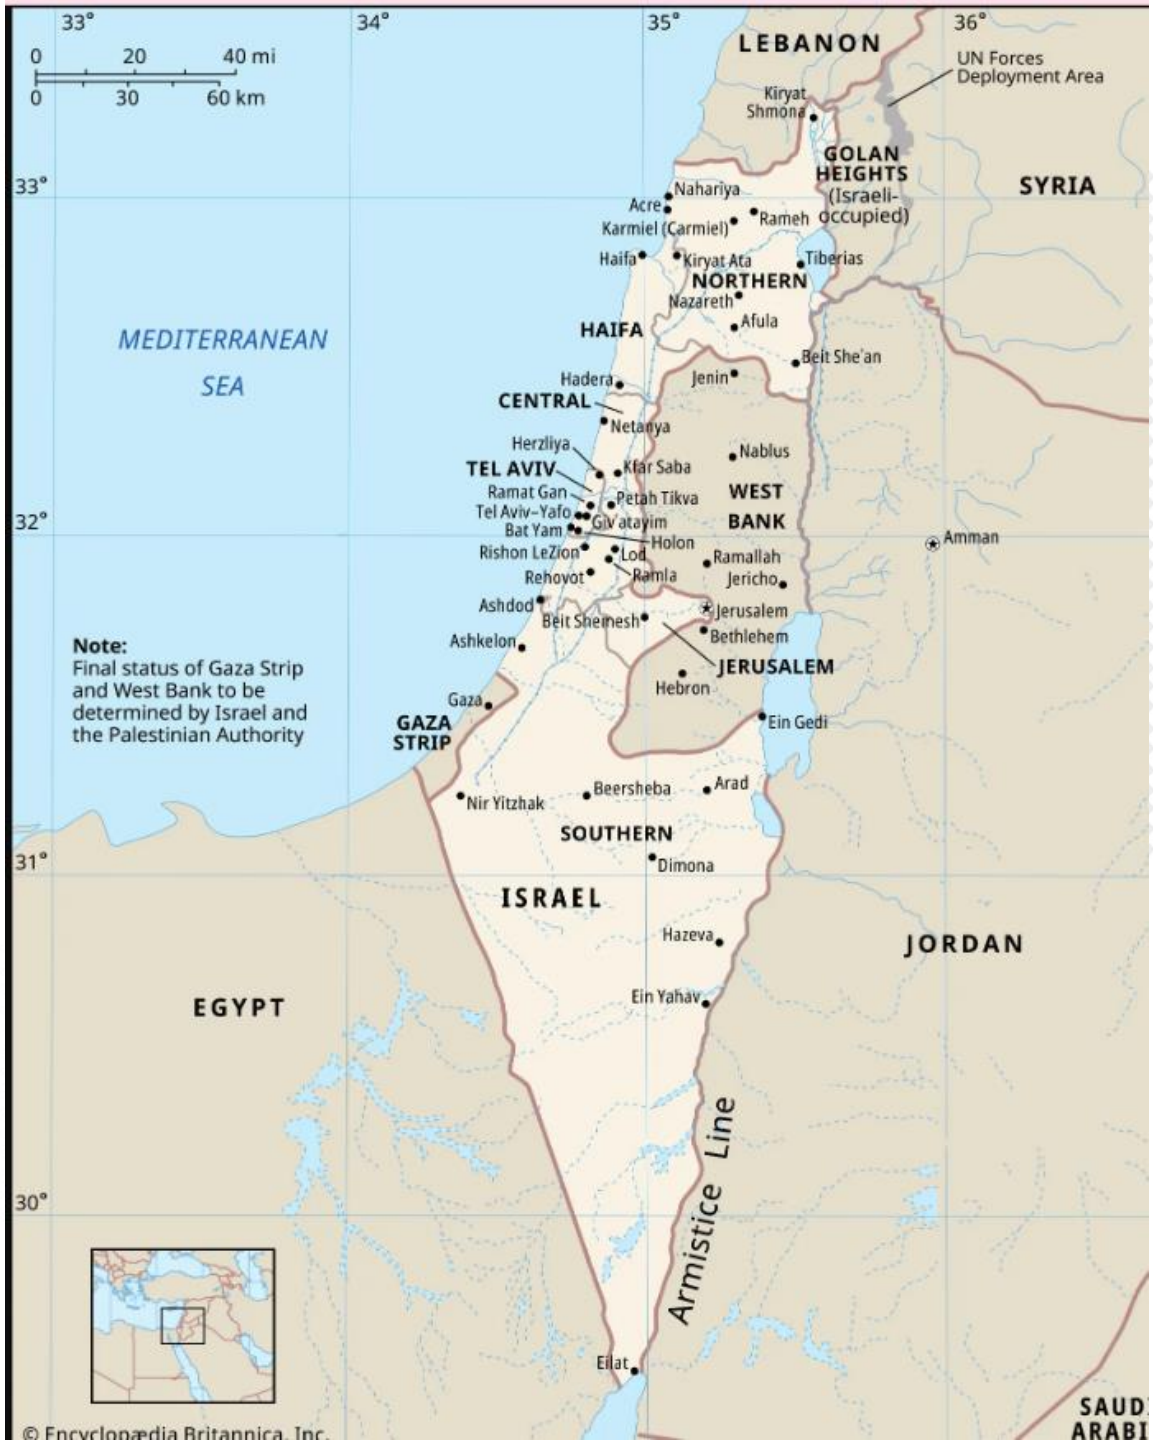 33°
34°
35°
36°
0 20 40 mi
0 30 60 km
LEBANON
UN Forces
Deployment Area
Kiryat
Shmona
GOLAN
HEIGHTS
(Israeli-
occupied)
SYRIA
33°
Nahariya
Acre
Rameh
Karmiel (Carmiel)
Haifa
Kiryat Ata
Tiberias
NORTHERN
Nazareth
Afula
HAIFA
MEDITERRANEAN
SEA
Beit She'an
Jenin
Hadera
CENTRAL
Netanya
Herzliya
Nablus
TEL AVIV
Kfar Saba
Ramat Gan
Petah Tikva
WEST
BANK
Tel Aviv–Yafo
Giv'atayim
32°
Bat Yam
Holon
Amman
Rishon LeZion
Lod
Ramallah
Rehovot
Ramla
Jericho
Ashdod
Beit Shemesh
Jerusalem
Ashkelon
Bethlehem
JERUSALEM
Note:
Final status of Gaza Strip
and West Bank to be
determined by Israel and
the Palestinian Authority
Hebron
Gaza
GAZA
STRIP
Ein Gedi
Nir Yitzhak
Beersheba
Arad
SOUTHERN
31°
Dimona
ISRAEL
Hazeva
JORDAN
Ein Yahav
EGYPT
Armistice Line
30°
Eilat
SAUD
ARABI
© Encyclopædia Britannica, Inc.